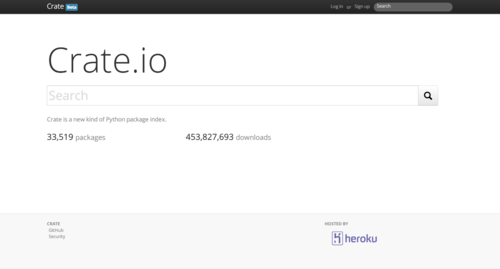 Crate Beta Log in or Sign up Search
Crate.io
Search
Crate is a new kind of Python package index.
33,519 packages 453,827,693 downloads
CRATE HOSTED BY
GitHub
Security
heroku